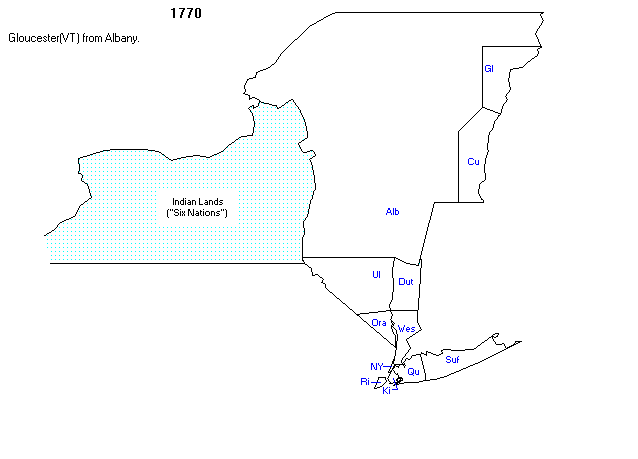 1770
Gloucester(VT) from Albany.
Gl
Cu
Indian Lands
("Six Nations")
Alb
Ul
Dut
Ora
Wes
Suf
NY
Qu
Ri
Ki